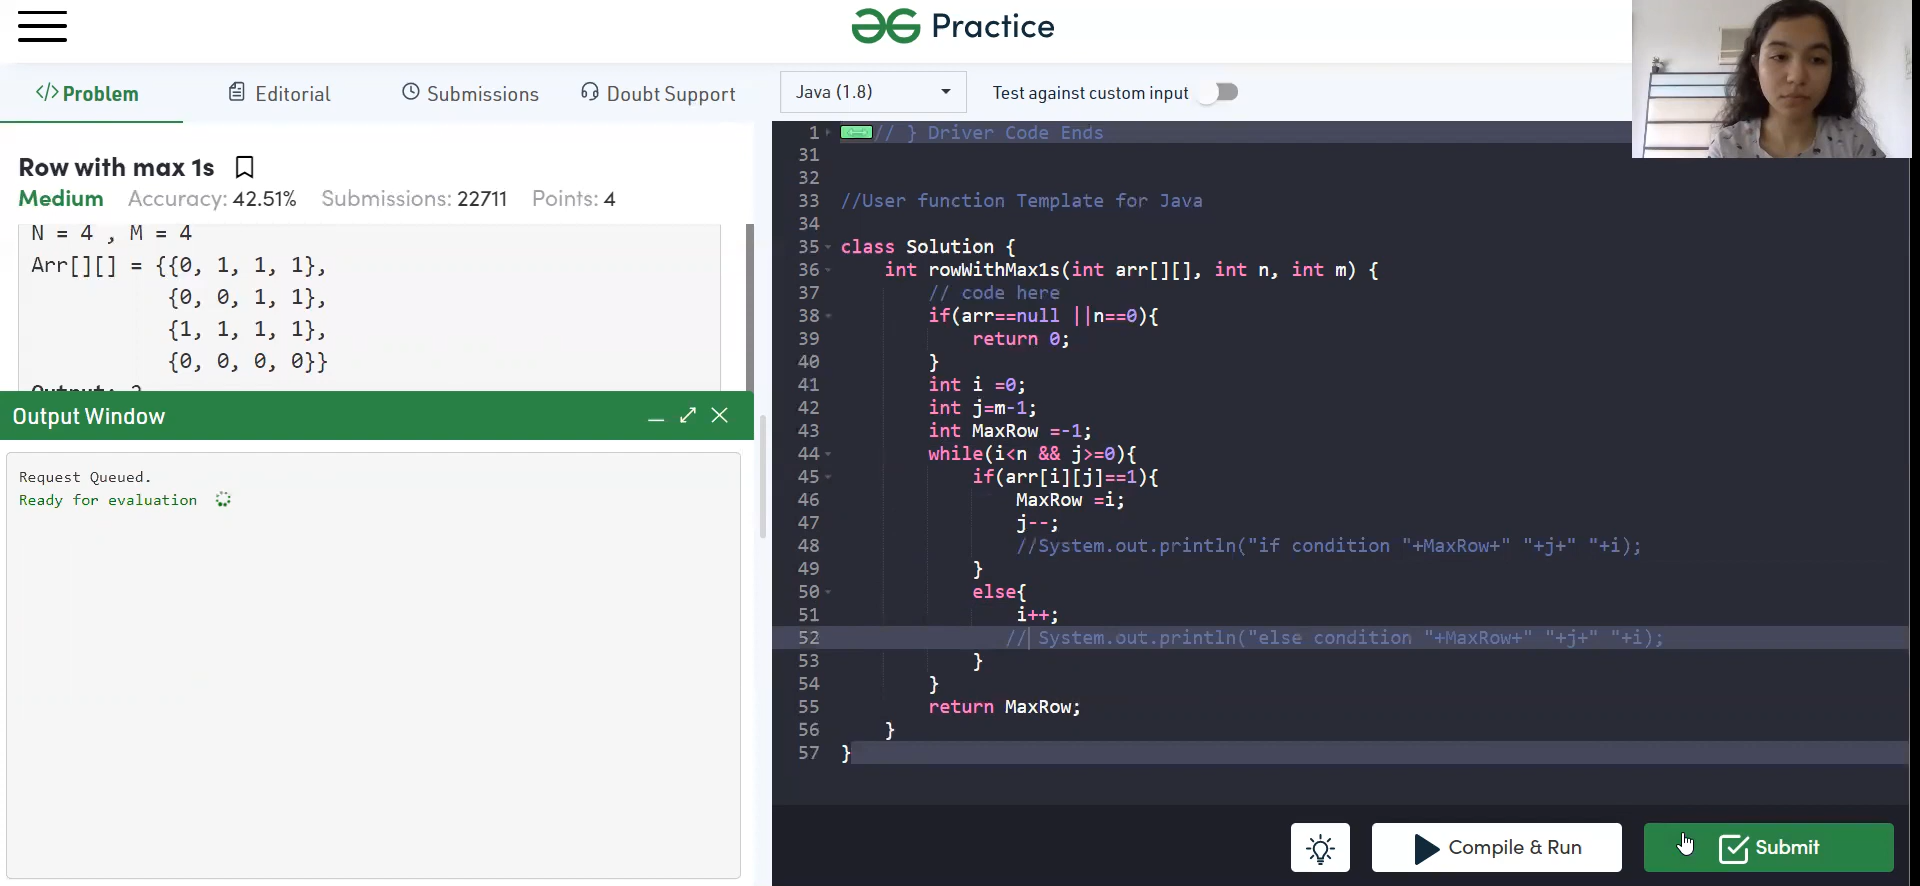 Practice
</>Problem
Editorial
Submissions
Doubt Support
Java (1.8)
Test against custom input
Row with max 1s
Medium Accuracy: 42.51% Submissions: 22711 Points: 4
N = 4 , M = 4
Arr[][] = {{0, 1, 1, 1},
{0, 0, 1, 1},
{1, 1, 1, 1},
{0, 0, 0, 0}}
Output: 2
Output Window
Request Queued.
Ready for evaluation
1 // } Driver Code Ends
31
32
33 //User function Template for Java
34
35 class Solution {
36 int rowWithMax1s(int arr[][], int n, int m) {
37 // code here
38 if(arr==null ||n==0){
39 return 0;
40 }
41 int i =0;
42 int j=m-1;
43 int MaxRow =-1;
44 while(i<n && j>=0){
45 if(arr[i][j]==1){
46 MaxRow =i;
47 j--;
48 //System.out.println("if condition "+MaxRow+" "+j+" "+i);
49 }
50 else{
51 i++;
52 // System.out.println("else condition "+MaxRow+" "+j+" "+i);
53 }
54 }
55 return MaxRow;
56 }
57 }
Compile & Run
Submit